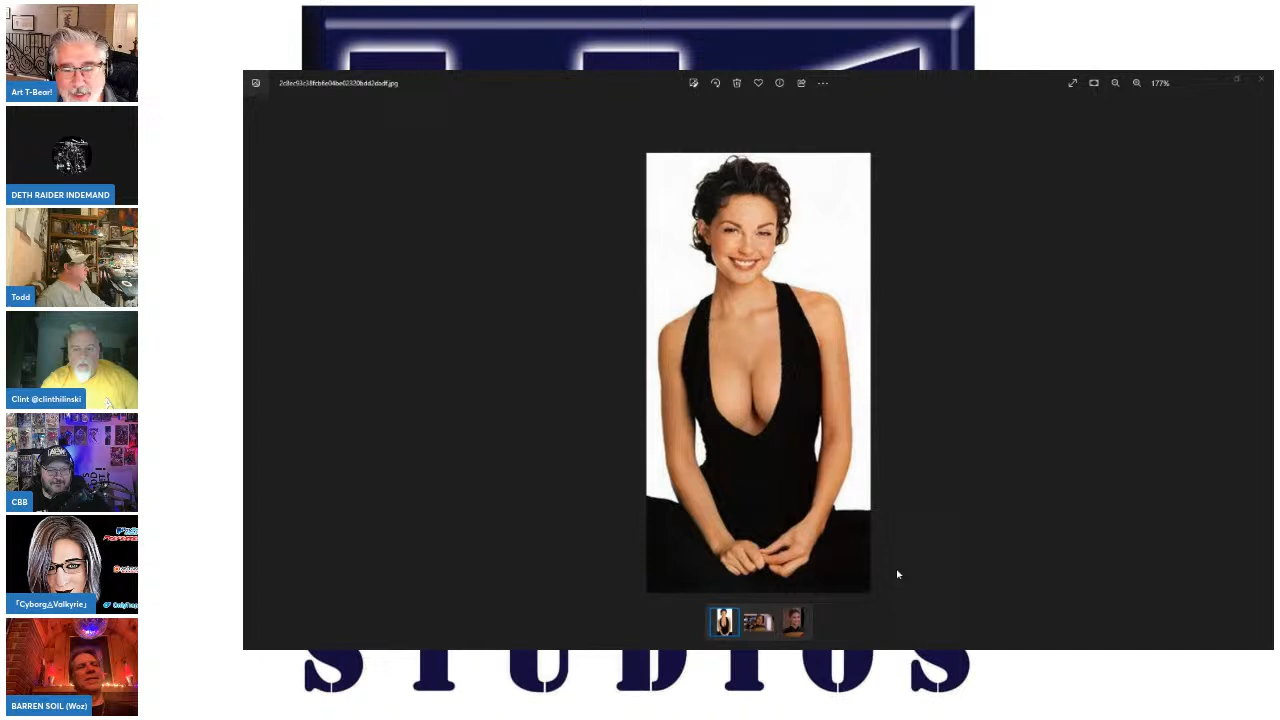 Art T-Bear!
DETH RAIDER INDEMAND
Todd
Clint @clinthilinski
CBB
「Cyborg◬Valkyrie」
BARREN SOIL (Woz)
177%
STUDIOS